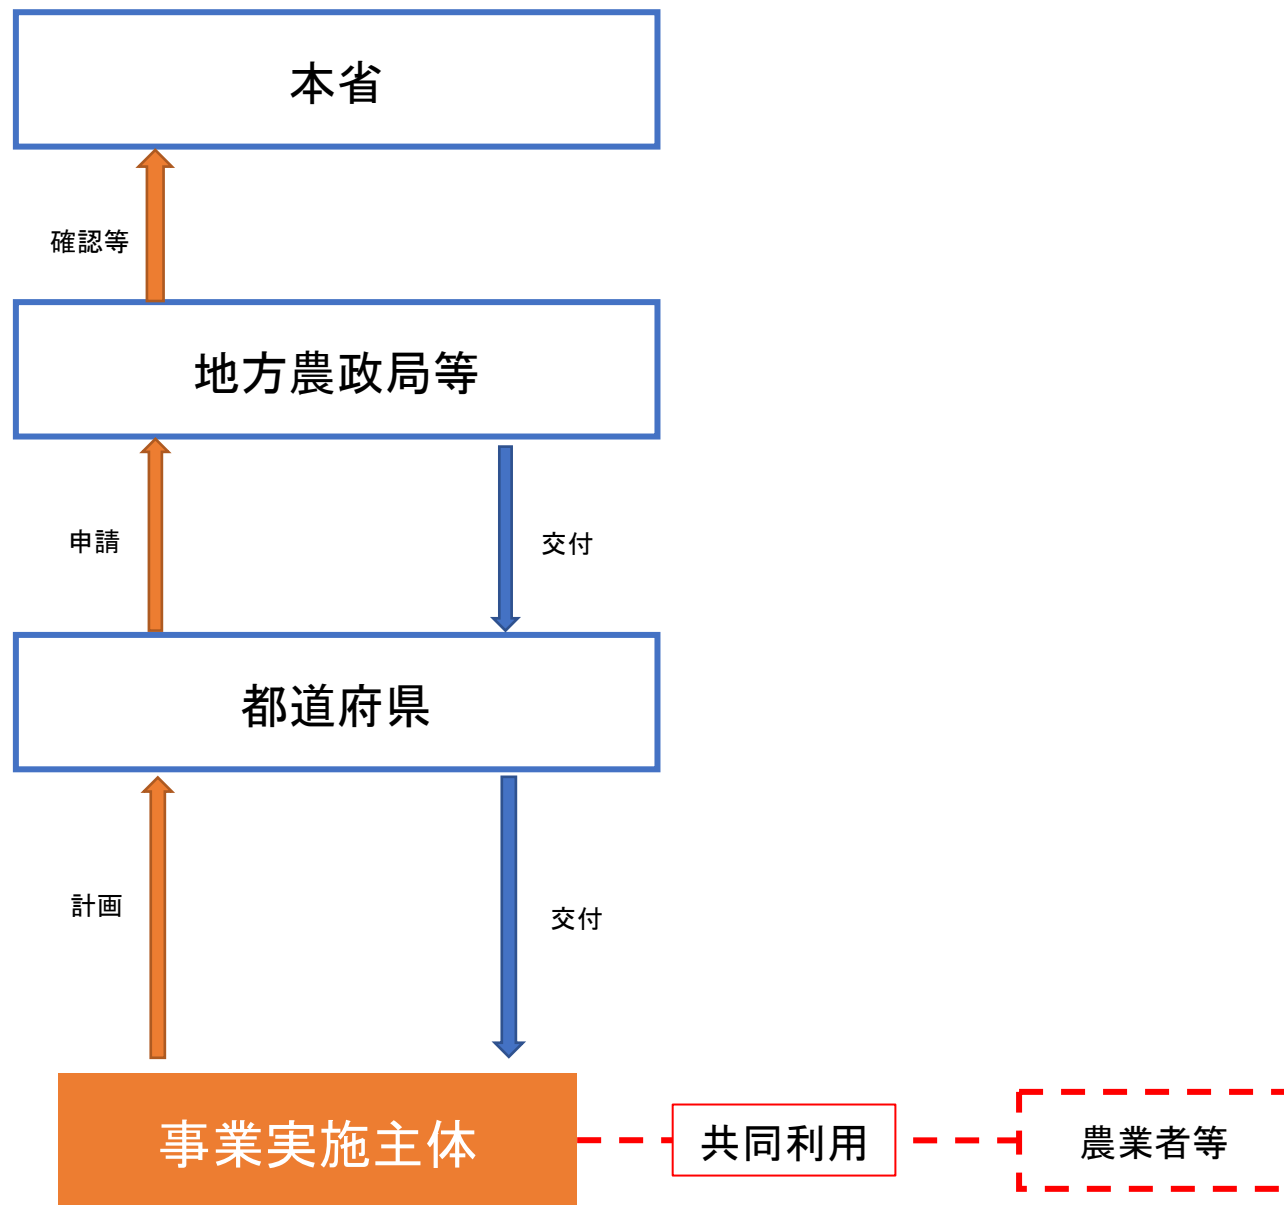 本省
確認等
地方農政局等
申請
交付
都道府県
計画
交付
事業実施主体
共同利用
農業者等